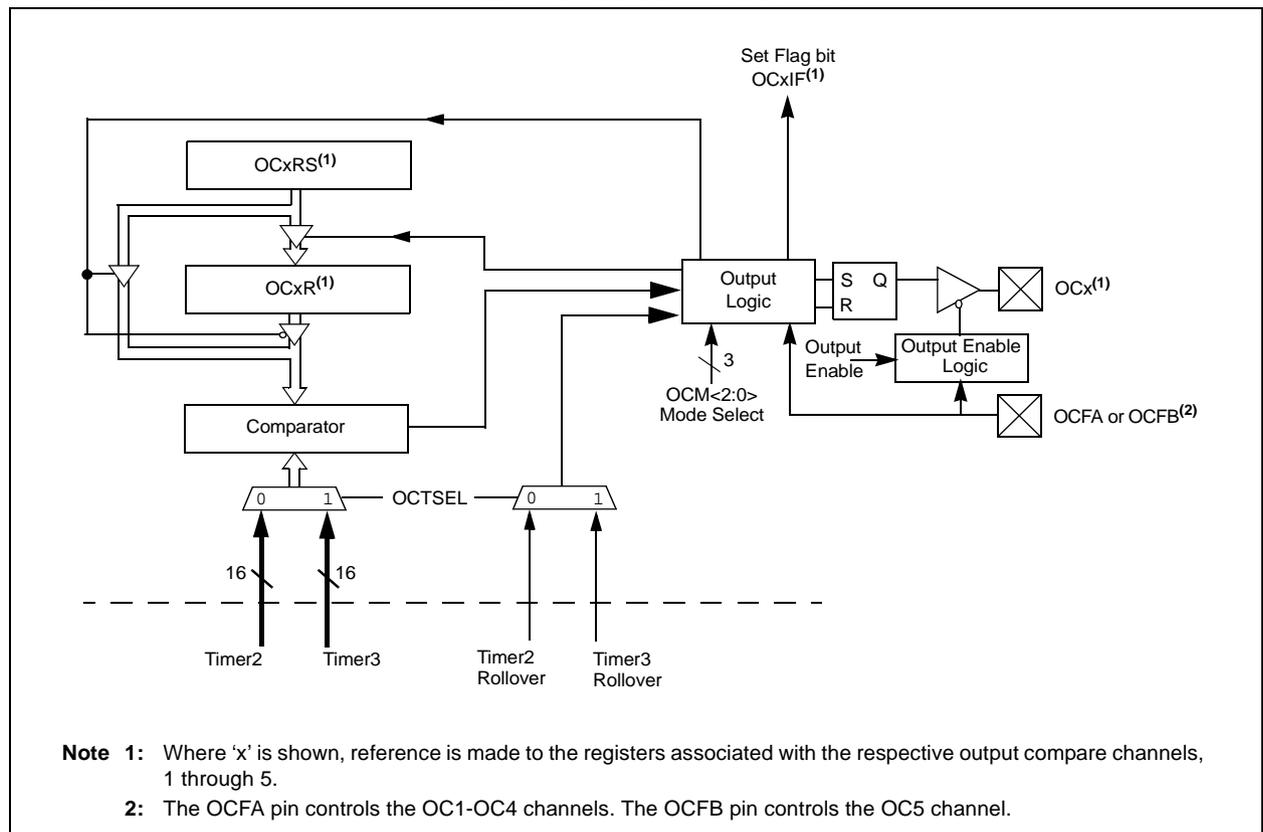 Set Flag bit
OCxIF(1)
OCxRS(1)
OCxR(1)
Output
Logic
S Q
R
OCx(1)
Output
Enable
Output Enable
Logic
3
OCM<2:0>
Mode Select
OCFA or OCFB(2)
Comparator
0 1
OCTSEL
0 1
16
16
Timer2
Timer3
Timer2
Rollover
Timer3
Rollover
Note 1: Where ‘x’ is shown, reference is made to the registers associated with the respective output compare channels,
1 through 5.
2: The OCFA pin controls the OC1-OC4 channels. The OCFB pin controls the OC5 channel.